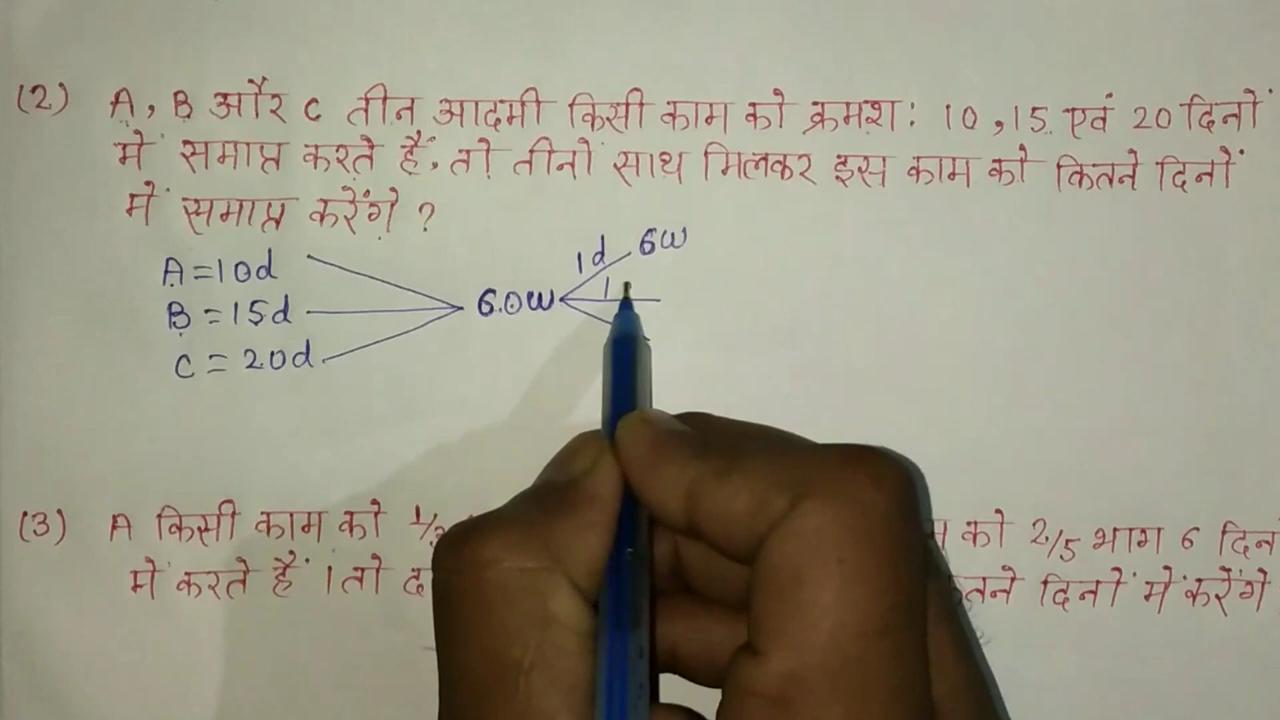 (2) A, B और C तीन आदमी किसी काम को क्रमश: 10, 15 एवं 20 दिनों
में समाप्त करते हैं, तो तीनों साथ मिलकर इस काम को कितने दिनों
में समाप्त करेंगे ?
A = 10d
B = 15d
C = 20d
60w
1d 6w
1
(3) A किसी काम को को 2/5 भाग 6 दिन
में करते हैं । तो दिनों में करेंगे